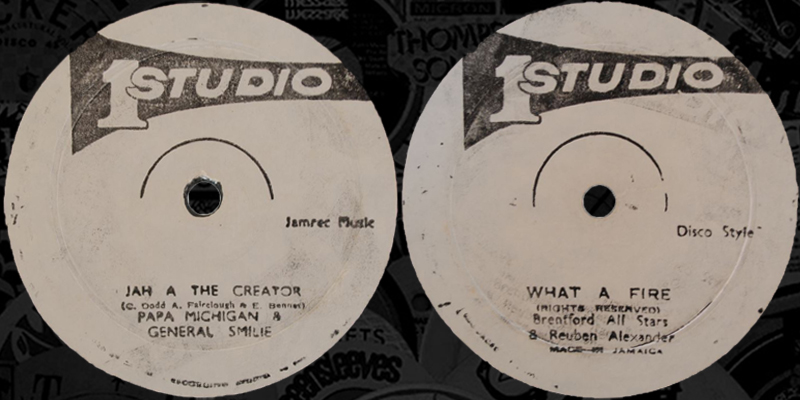 1 STUDIO
Jamrec Music
JAH A THE CREATOR
(C. Dodd A. Fairclough & E. Bennet)
PAPA MICHIGAN &
GENERAL SMILIE
1 STUDIO
Disco Style
WHAT A FIRE
(RIGHTS RESERVED)
Brentford All Stars
& Reuben Alexander
MADE IN JAMAICA